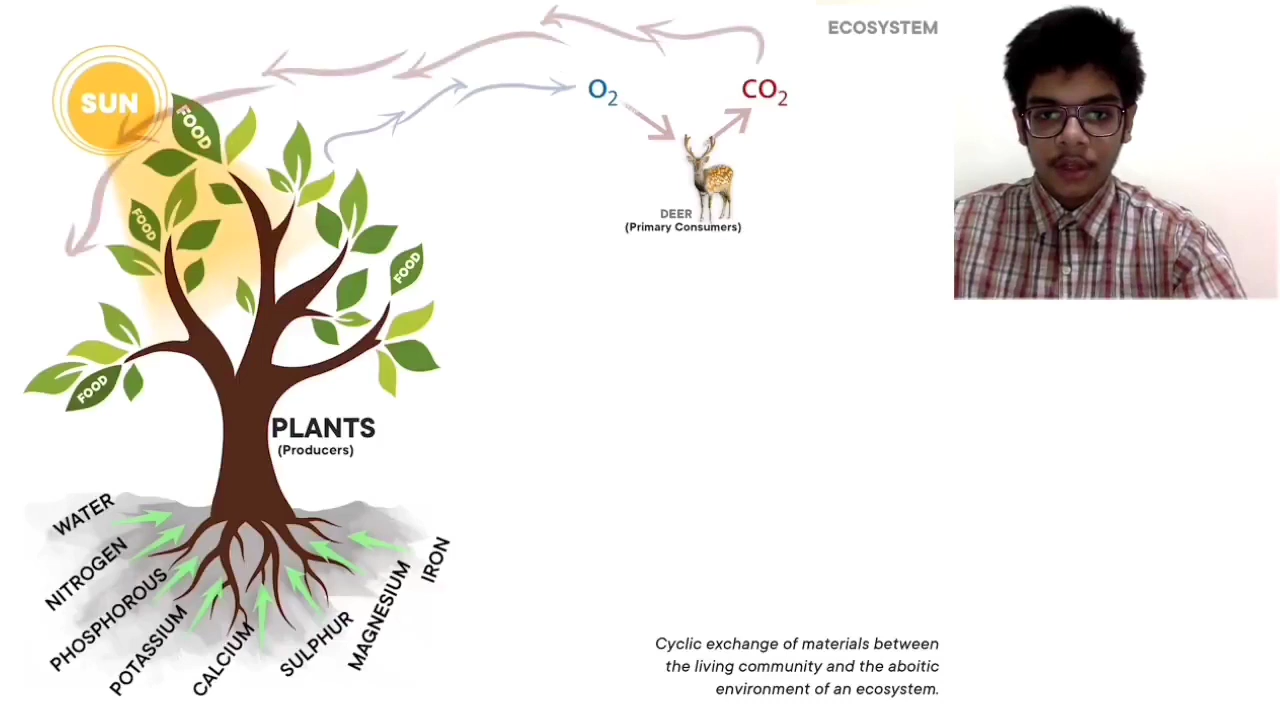 ECOSYSTEM
SUN
O2
CO2
FOOD
FOOD
FOOD
FOOD
DEER
(Primary Consumers)
PLANTS
(Producers)
WATER
NITROGEN
PHOSPHOROUS
POTASSIUM
CALCIUM
SULPHUR
MAGNESIUM
IRON
Cyclic exchange of materials between
the living community and the aboitic
environment of an ecosystem.